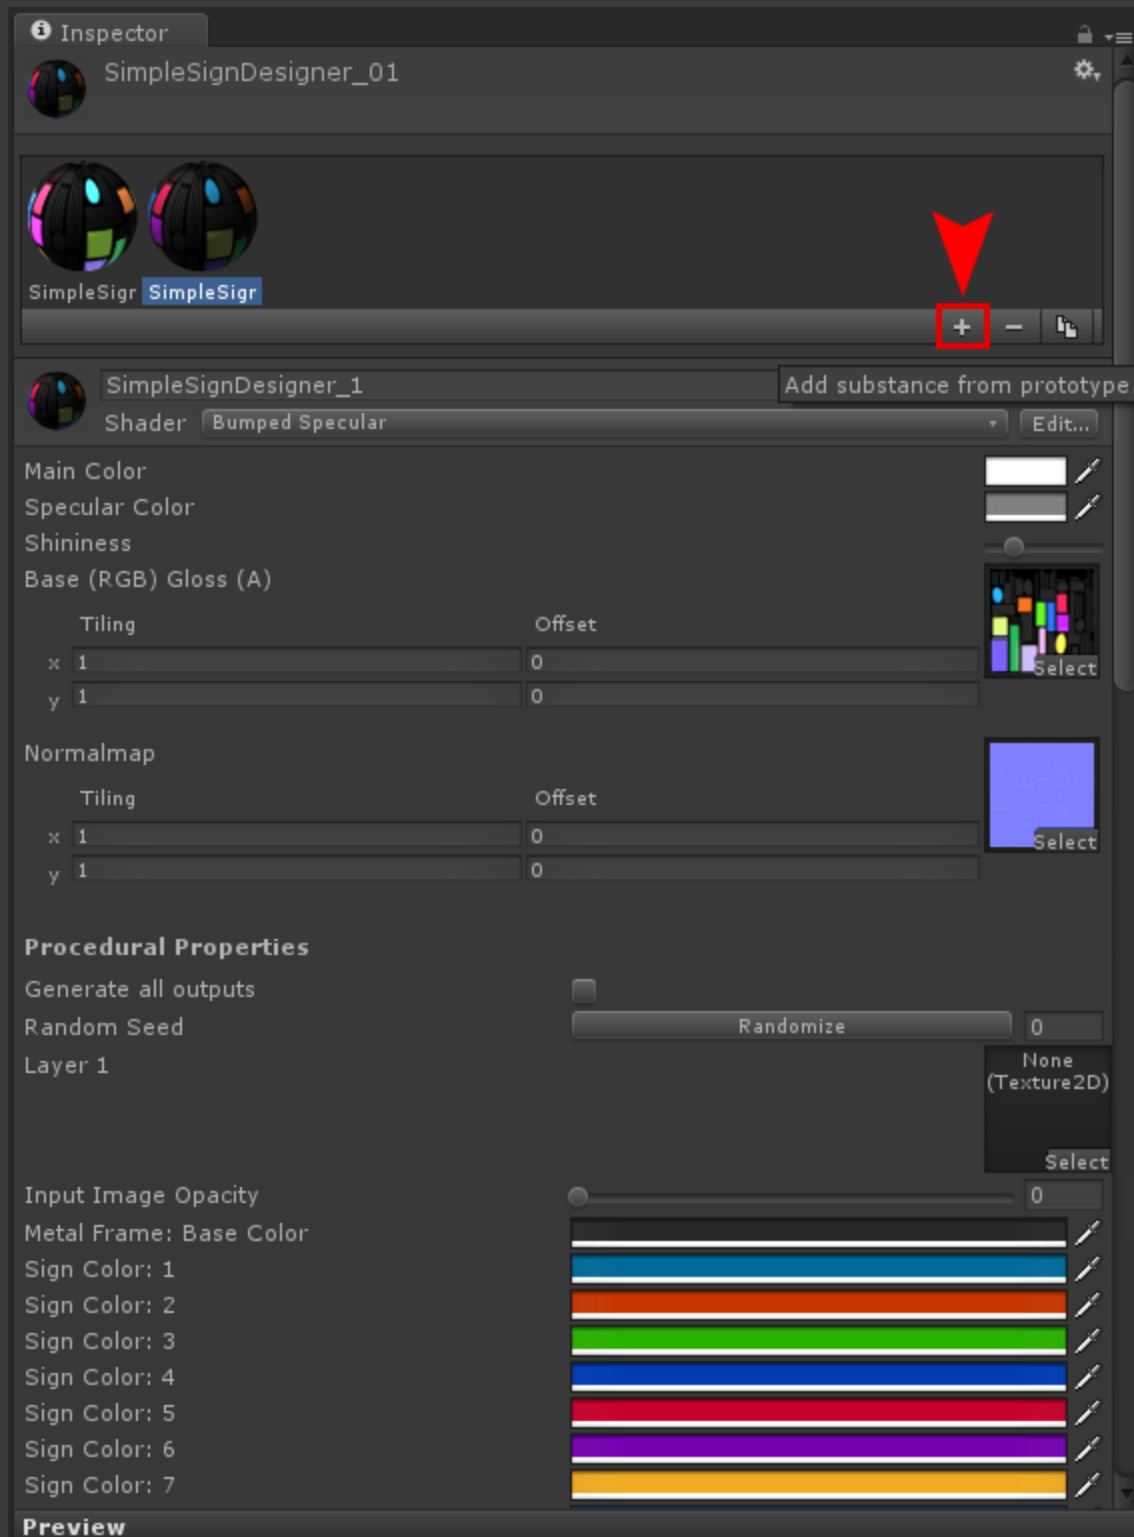 Inspector
SimpleSignDesigner_01
SimpleSigr SimpleSigr
+ −
SimpleSignDesigner_1
Add substance from prototype.
Shader Bumped Specular Edit...
Main Color
Specular Color
Shininess
Base (RGB) Gloss (A)
Tiling Offset
x 1 0
y 1 0
Select
Normalmap
Tiling Offset
x 1 0
y 1 0
Select
Procedural Properties
Generate all outputs
Random Seed Randomize 0
Layer 1 None
(Texture2D)
Select
Input Image Opacity 0
Metal Frame: Base Color
Sign Color: 1
Sign Color: 2
Sign Color: 3
Sign Color: 4
Sign Color: 5
Sign Color: 6
Sign Color: 7
Preview